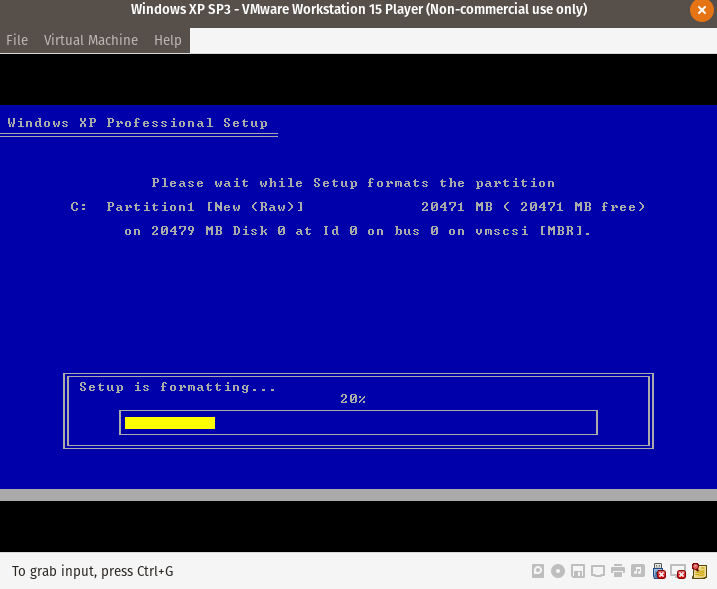 Windows XP SP3 - VMware Workstation 15 Player (Non-commercial use only)
File Virtual Machine Help
Windows XP Professional Setup
Please wait while Setup formats the partition
C: Partition1 [New (Raw)] 20471 MB ( 20471 MB free)
on 20479 MB Disk 0 at Id 0 on bus 0 on vmscsi [MBR].
Setup is formatting...
20%
To grab input, press Ctrl+G